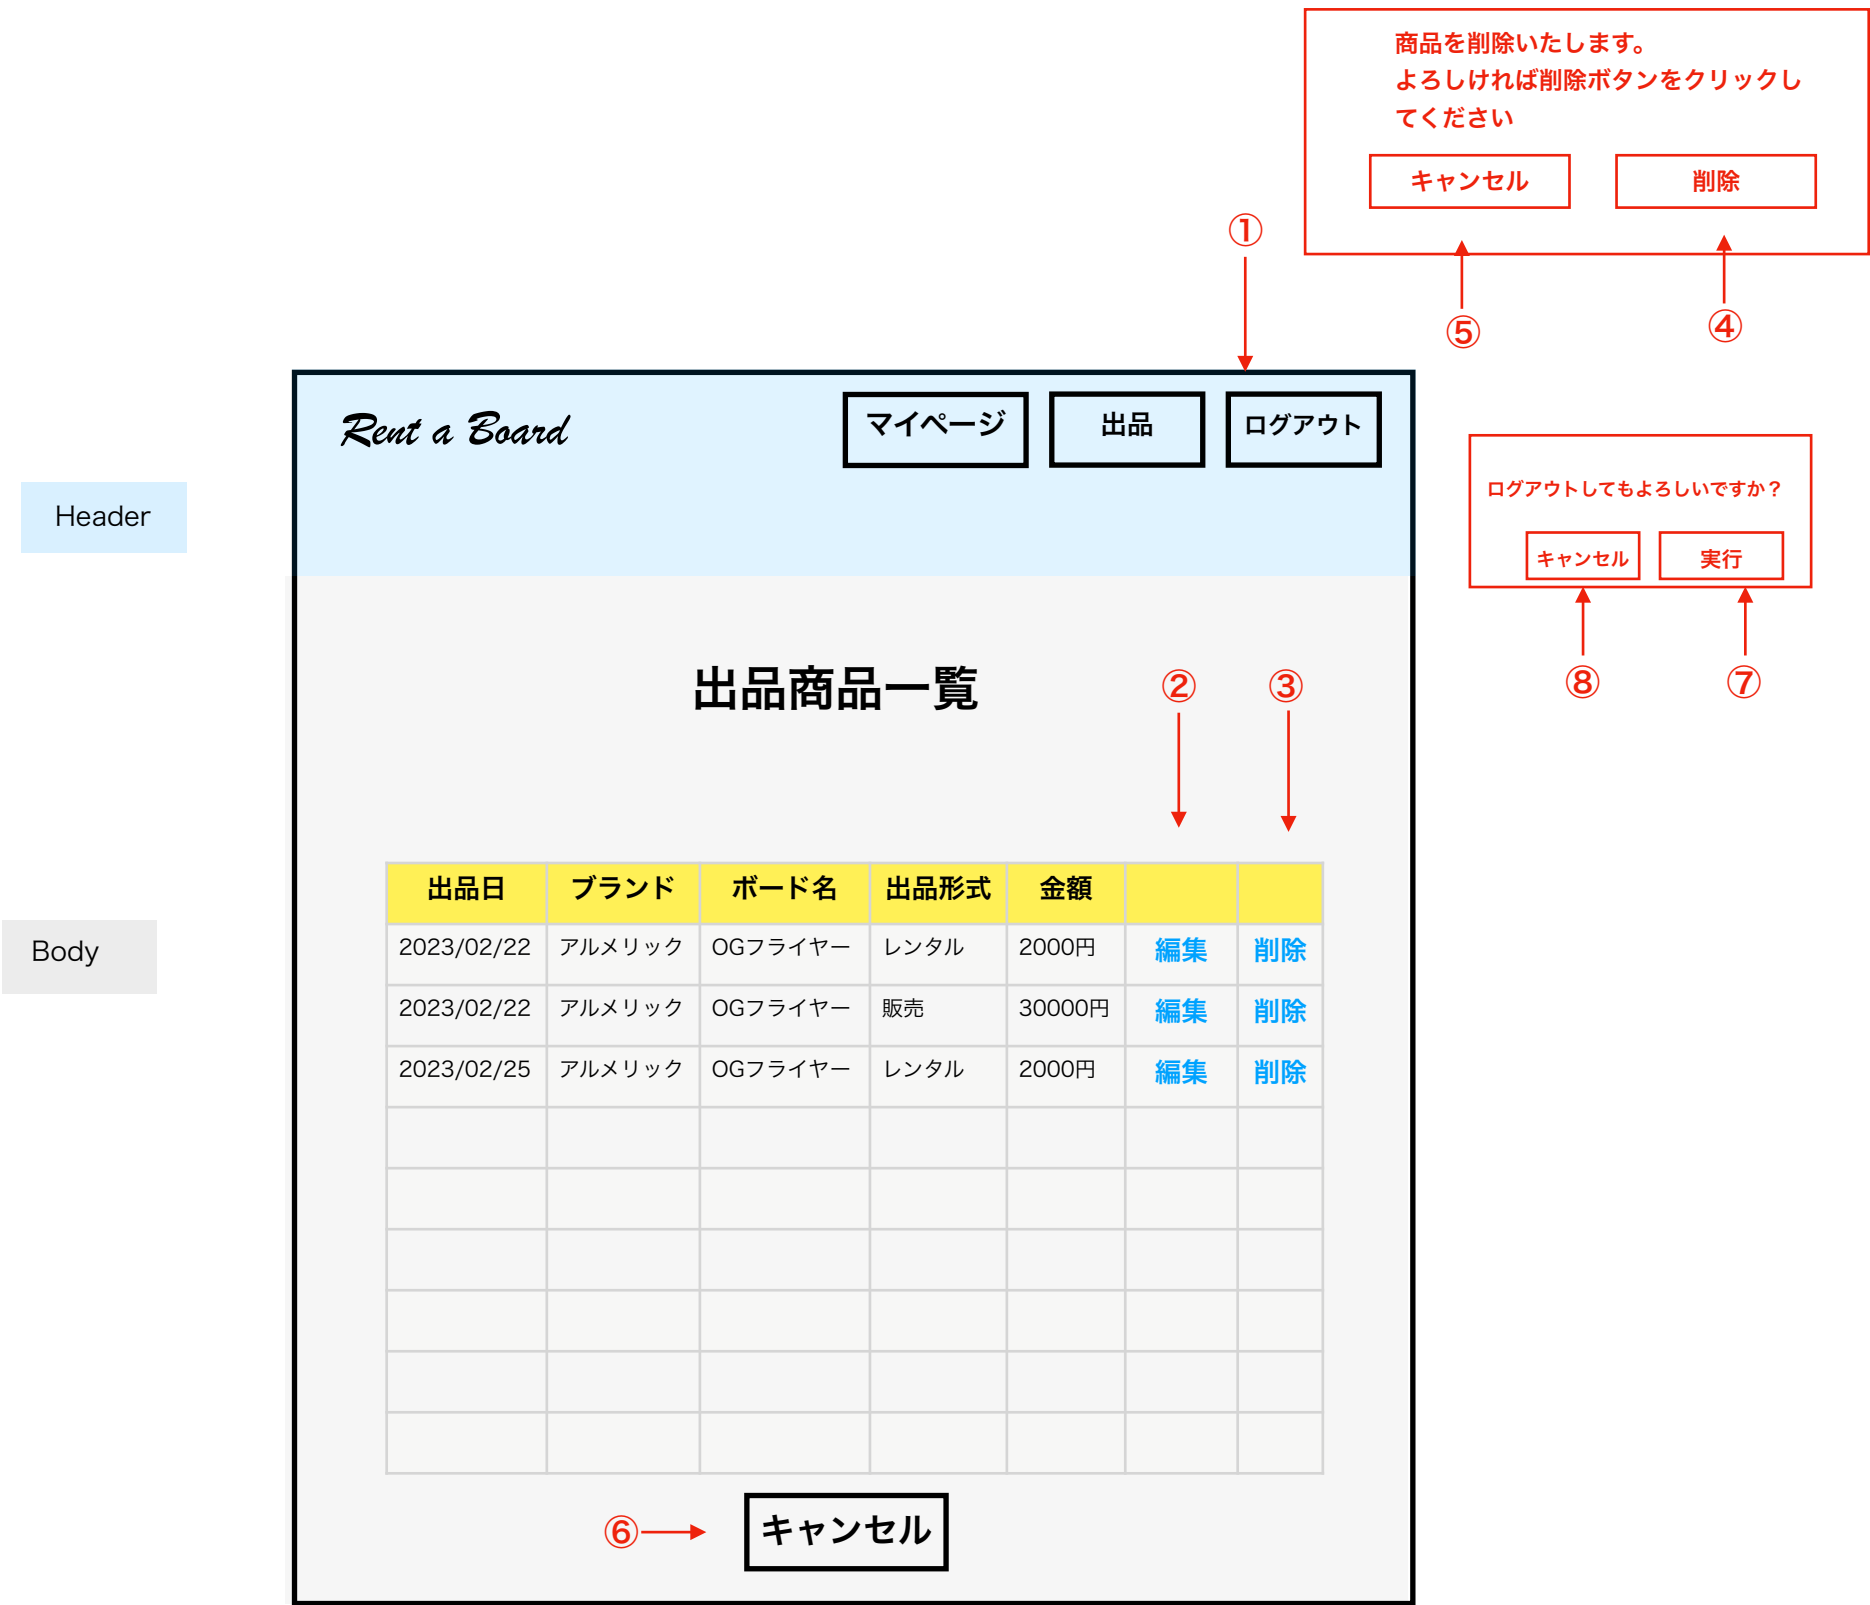 商品を削除いたします。
よろしければ削除ボタンをクリックし
てください
キャンセル 削除
①
⑤ ④
Rent a Board マイページ 出品 ログアウト
Header
ログアウトしてもよろしいですか？
キャンセル 実行
⑧ ⑦
出品商品一覧 ② ③
Body
出品日 ブランド ボード名 出品形式 金額
2023/02/22 アルメリック OGフライヤー レンタル 2000円 編集 削除
2023/02/22 アルメリック OGフライヤー 販売 30000円 編集 削除
2023/02/25 アルメリック OGフライヤー レンタル 2000円 編集 削除
⑥ キャンセル